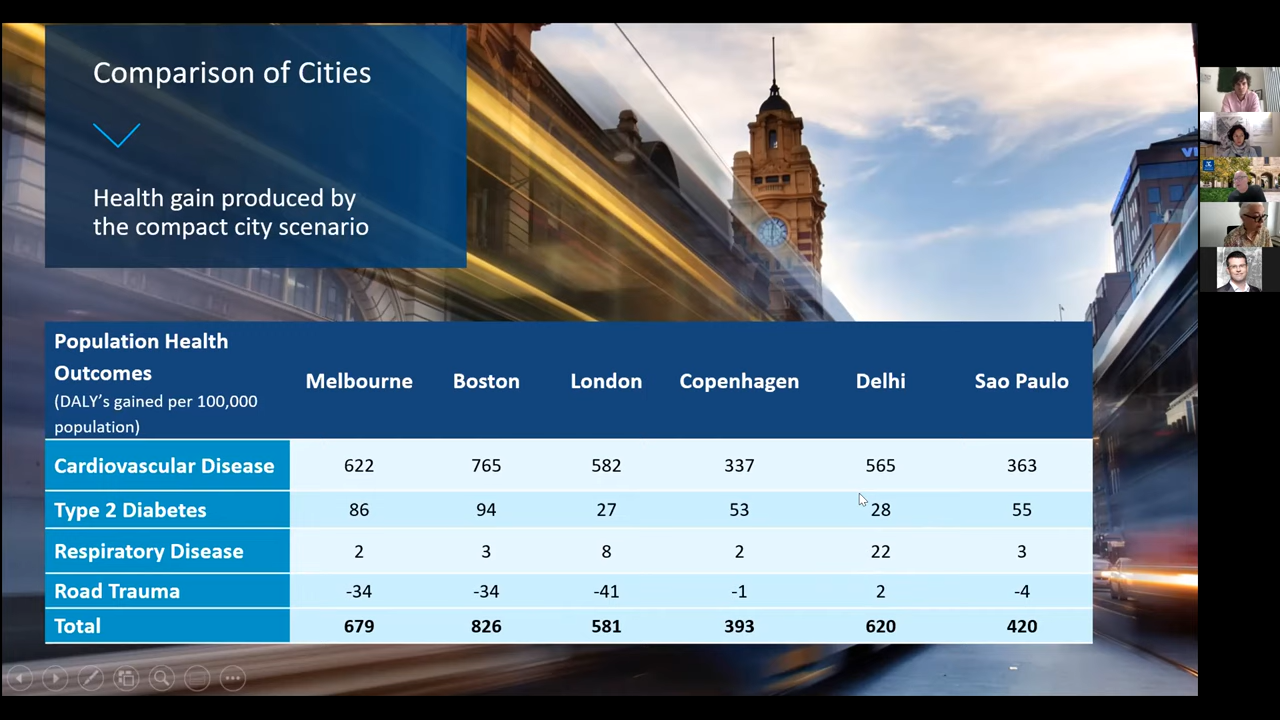 Comparison of Cities
Health gain produced by
the compact city scenario
Population Health
Outcomes
(DALY's gained per 100,000
population)
Melbourne Boston London Copenhagen Delhi Sao Paulo
Cardiovascular Disease 622 765 582 337 565 363
Type 2 Diabetes 86 94 27 53 28 55
Respiratory Disease 2 3 8 2 22 3
Road Trauma -34 -34 -41 -1 2 -4
Total 679 826 581 393 620 420